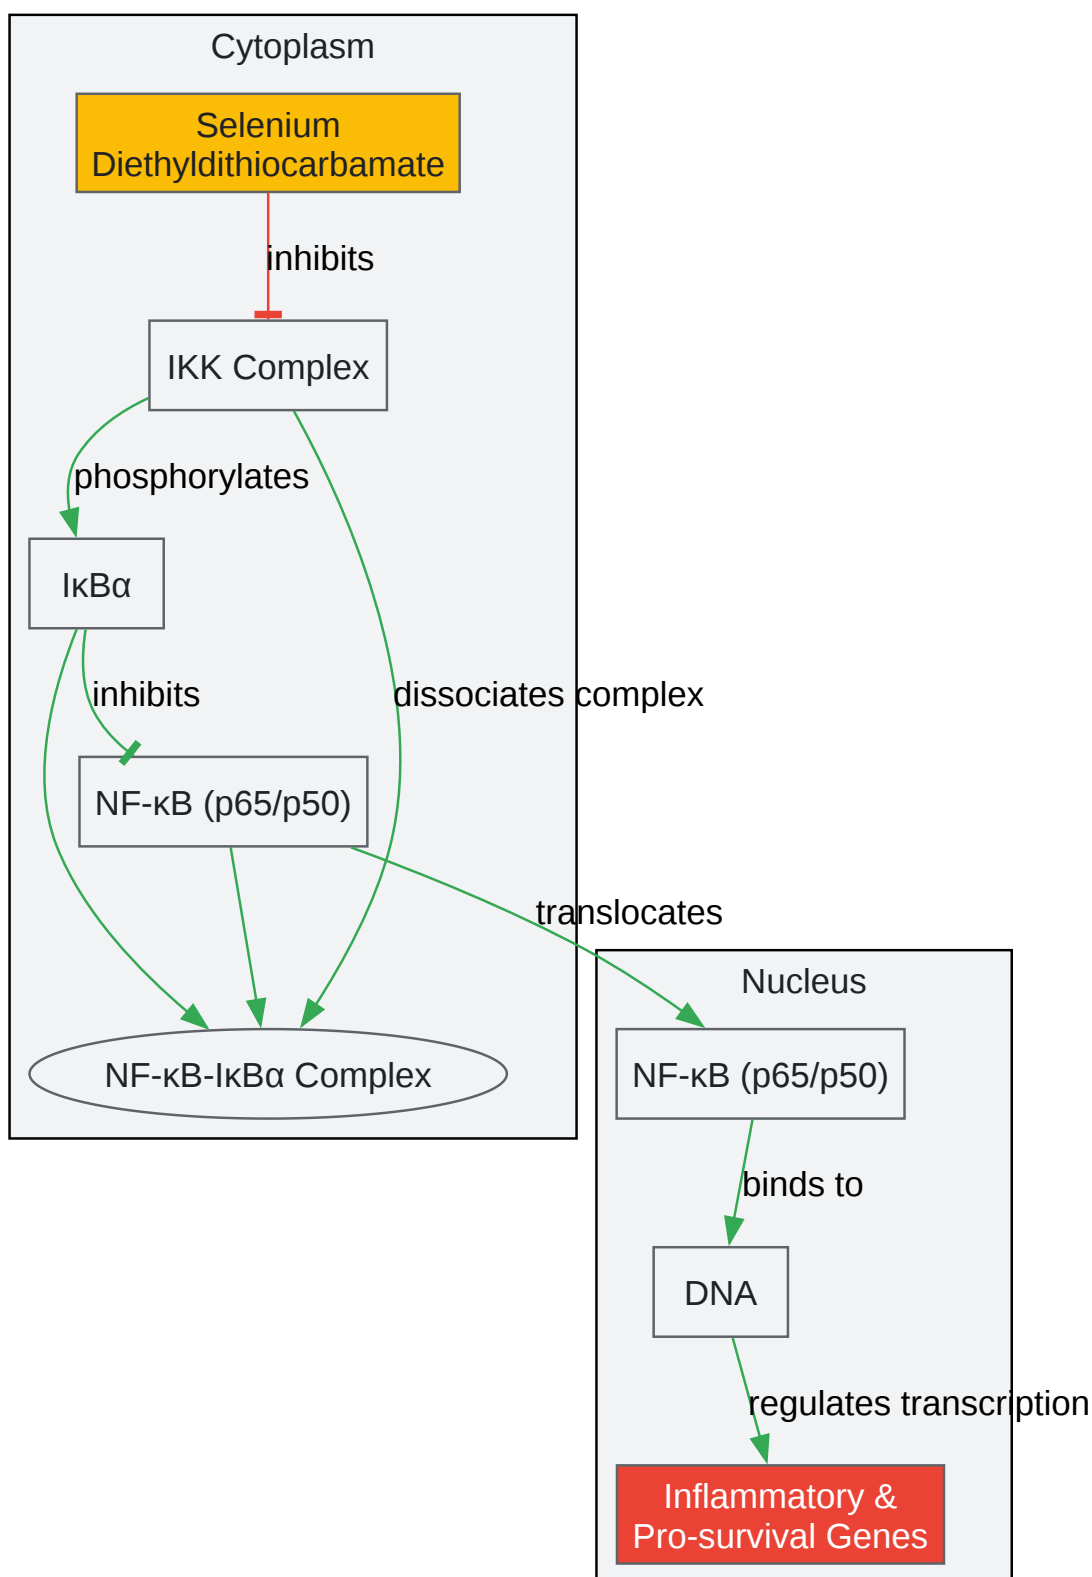 Cytoplasm
Selenium
Diethyldithiocarbamate
inhibits
IKK Complex
phosphorylates
IκBα
inhibits
dissociates complex
NF-κB (p65/p50)
translocates
NF-κB-IκBα Complex
Nucleus
NF-κB (p65/p50)
binds to
DNA
regulates transcription
Inflammatory &
Pro-survival Genes